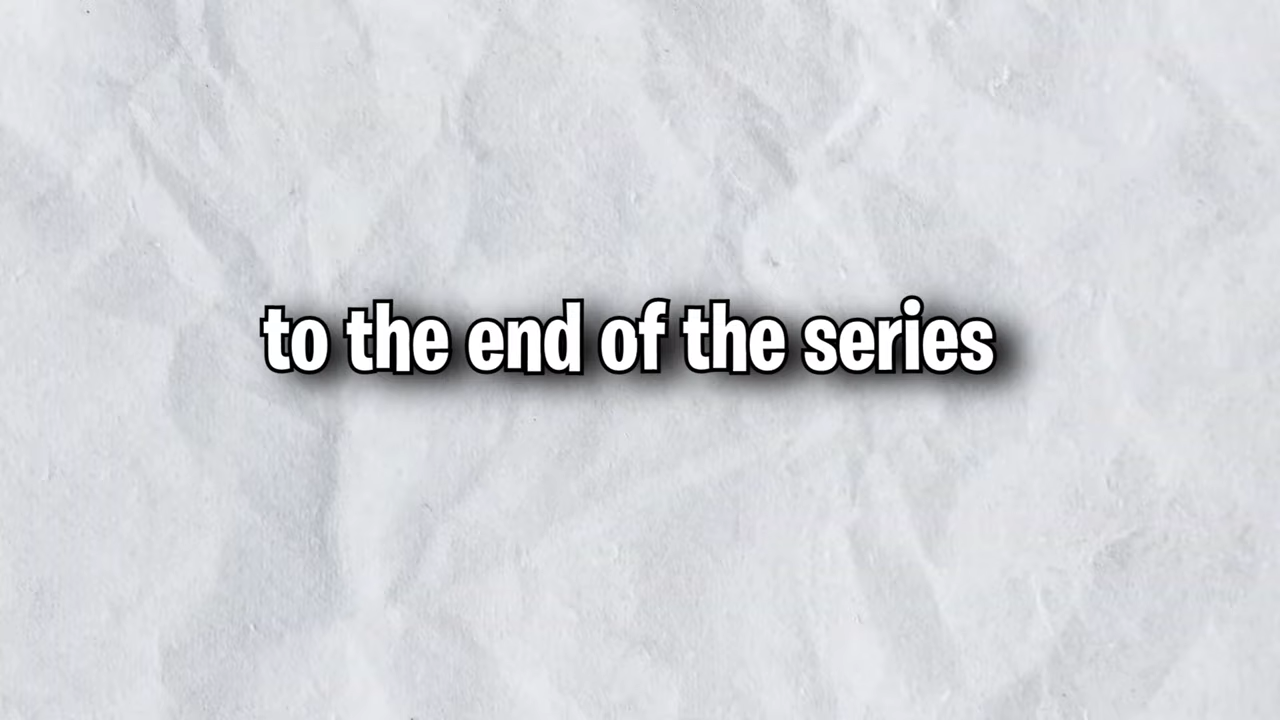 to the end of the series